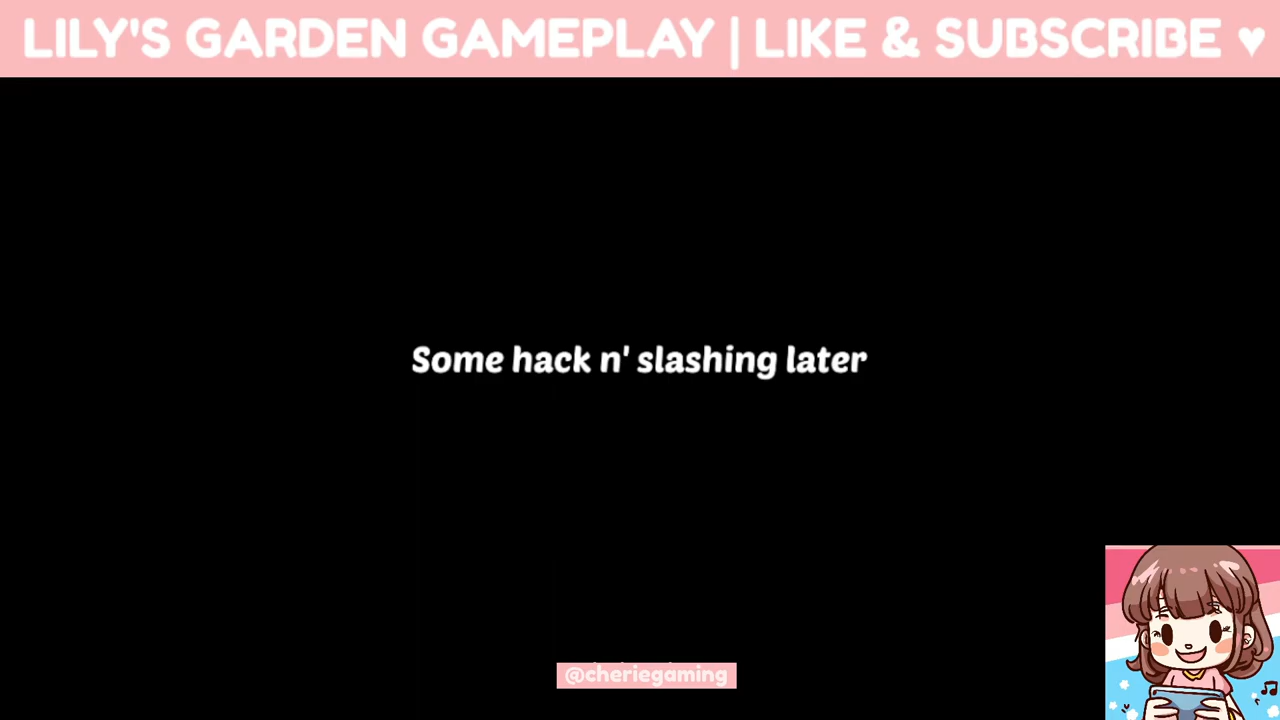 LILY'S GARDEN GAMEPLAY | LIKE & SUBSCRIBE ♥
Some hack n' slashing later
@cheriegaming